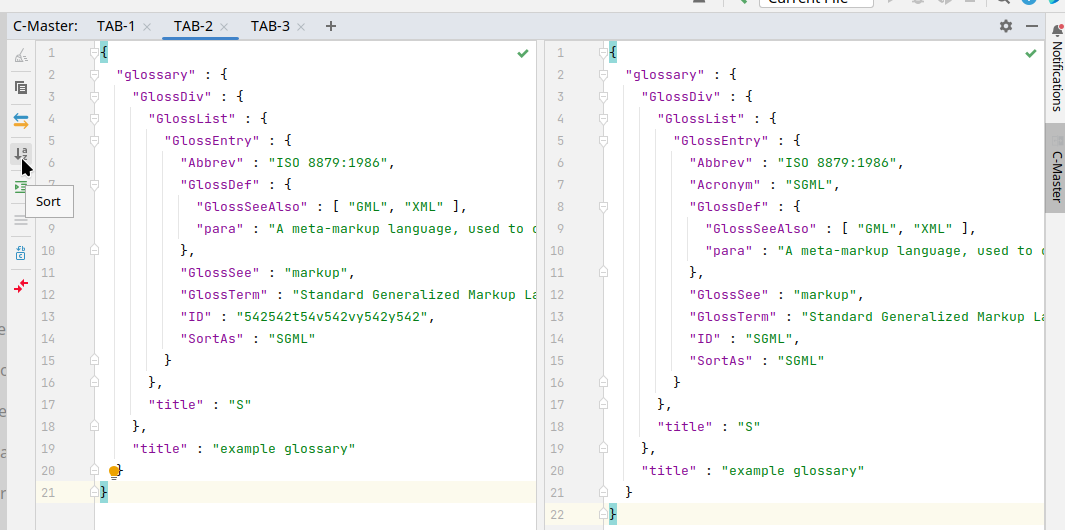 Current File
C-Master: TAB-1 TAB-2 TAB-3
1 {
2 "glossary" : {
3 "GlossDiv" : {
4 "GlossList" : {
5 "GlossEntry" : {
6 "Abbrev" : "ISO 8879:1986",
7 "GlossDef" : {
"GlossSeeAlso" : [ "GML", "XML" ],
9 "para" : "A meta-markup language, used to
10 },
11 "GlossSee" : "markup",
12 "GlossTerm" : "Standard Generalized Markup La
13 "ID" : "542542t54v542vy542y542",
14 "SortAs" : "SGML"
15 }
16 },
17 "title" : "S"
18 },
19 "title" : "example glossary"
20 }
21 }
Sort
1 {
2 "glossary" : {
3 "GlossDiv" : {
4 "GlossList" : {
5 "GlossEntry" : {
6 "Abbrev" : "ISO 8879:1986",
7 "Acronym" : "SGML",
8 "GlossDef" : {
9 "GlossSeeAlso" : [ "GML", "XML" ],
10 "para" : "A meta-markup language, used to
11 },
12 "GlossSee" : "markup",
13 "GlossTerm" : "Standard Generalized Markup La
14 "ID" : "SGML",
15 "SortAs" : "SGML"
16 }
17 },
18 "title" : "S"
19 },
20 "title" : "example glossary"
21 }
22 }
Notifications
C-Master